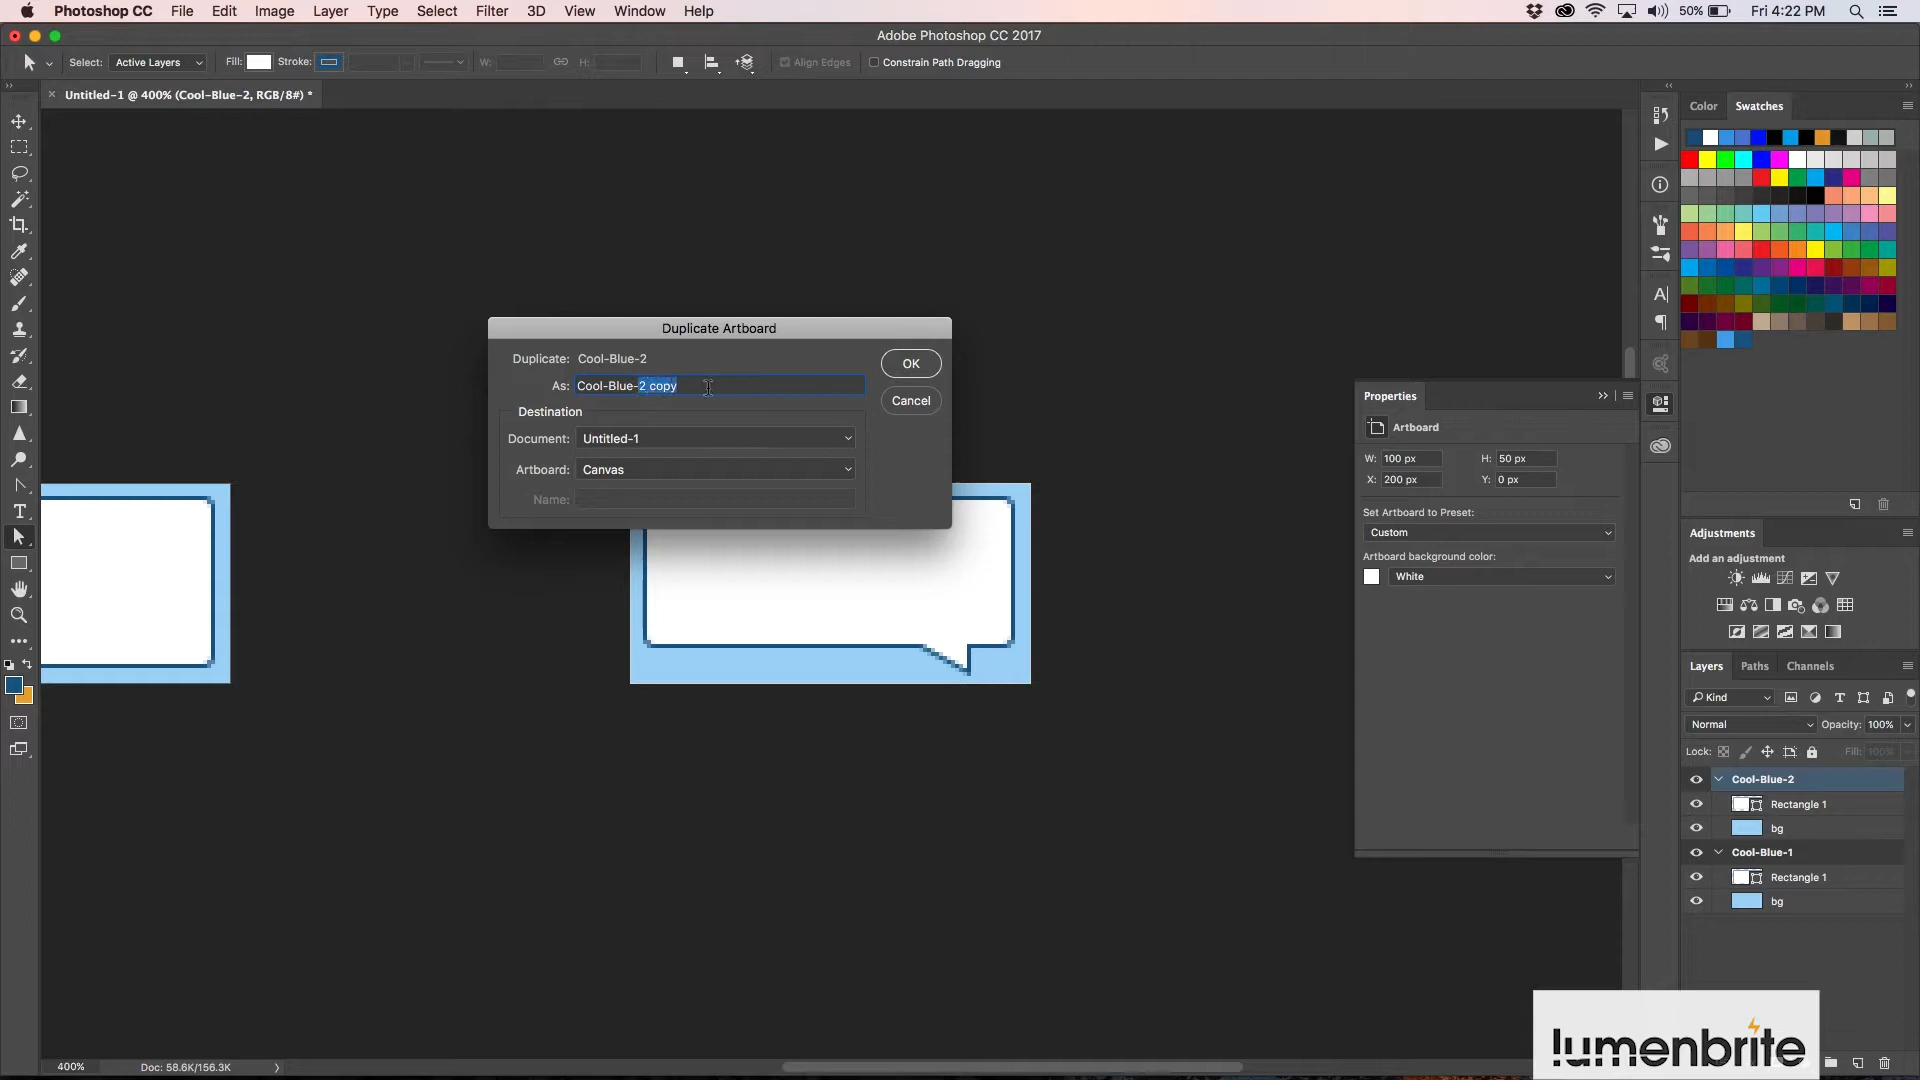 Photoshop CC File Edit Image Layer Type Select Filter 3D View Window Help 50% Fri 4:22 PM
Adobe Photoshop CC 2017
Select: Active Layers Fill: Stroke: W: H: Align Edges Constrain Path Dragging
Untitled-1 @ 400% (Cool-Blue-2, RGB/8#) *
Color Swatches
Duplicate Artboard
Duplicate: Cool-Blue-2
OK
As: Cool-Blue-2 copy
Cancel
Destination
Document: Untitled-1
Artboard: Canvas
Name:
Properties
Artboard
W: 100 px H: 50 px
X: 200 px Y: 0 px
Set Artboard to Preset:
Custom
Artboard background color:
White
Adjustments
Add an adjustment
Layers Paths Channels
Kind
Normal Opacity: 100%
Lock: Fill: 100%
Cool-Blue-2
Rectangle 1
bg
Cool-Blue-1
Rectangle 1
bg
lumenbrite
400% Doc: 58.6K/156.3K